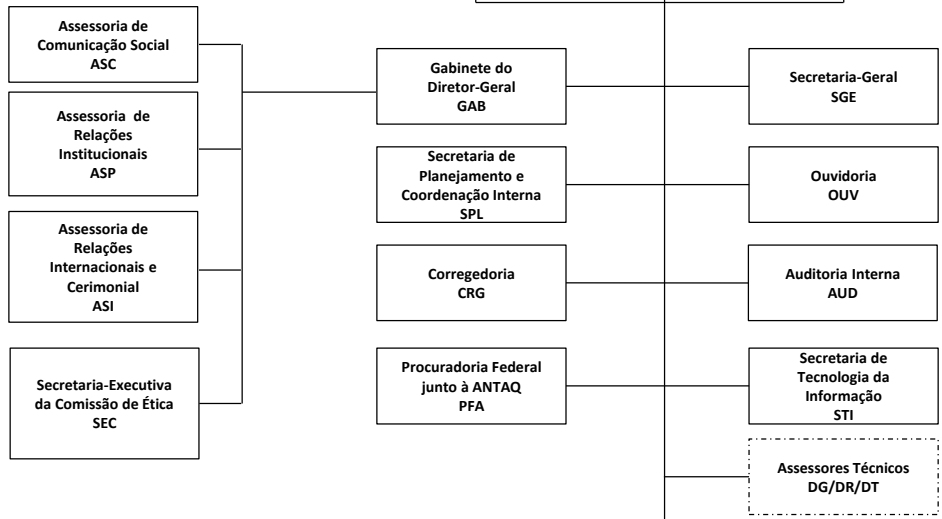 Assessoria de
Comunicação Social
ASC
Assessoria de
Relações
Institucionais
ASP
Assessoria de
Relações
Internacionais e
Cerimonial
ASI
Secretaria-Executiva
da Comissão de Ética
SEC
Gabinete do
Diretor-Geral
GAB
Secretaria de
Planejamento e
Coordenação Interna
SPL
Corregedoria
CRG
Procuradoria Federal
junto à ANTAQ
PFA
Secretaria-Geral
SGE
Ouvidoria
OUV
Auditoria Interna
AUD
Secretaria de
Tecnologia da
Informação
STI
Assessores Técnicos
DG/DR/DT